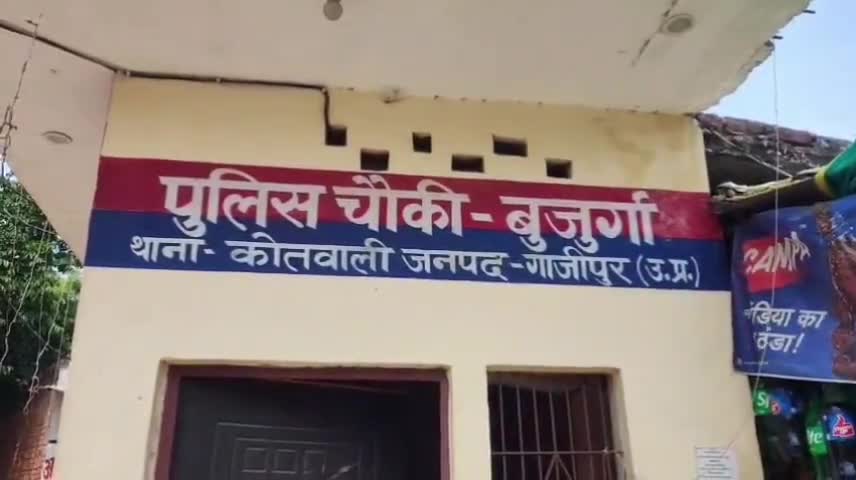 पुलिस चौकी - बुजुर्गा
थाना - कोतवाली जनपद - गाजीपुर (उ.प्र.)
CAMPA
का
ठंडा!